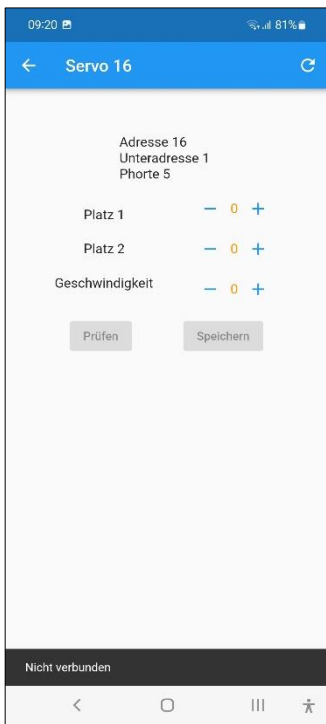 09:20 81%
Servo 16
Adresse 16
Unteradresse 1
Phorte 5
Platz 1 − 0 +
Platz 2 − 0 +
Geschwindigkeit − 0 +
Prüfen Speichern
Nicht verbunden